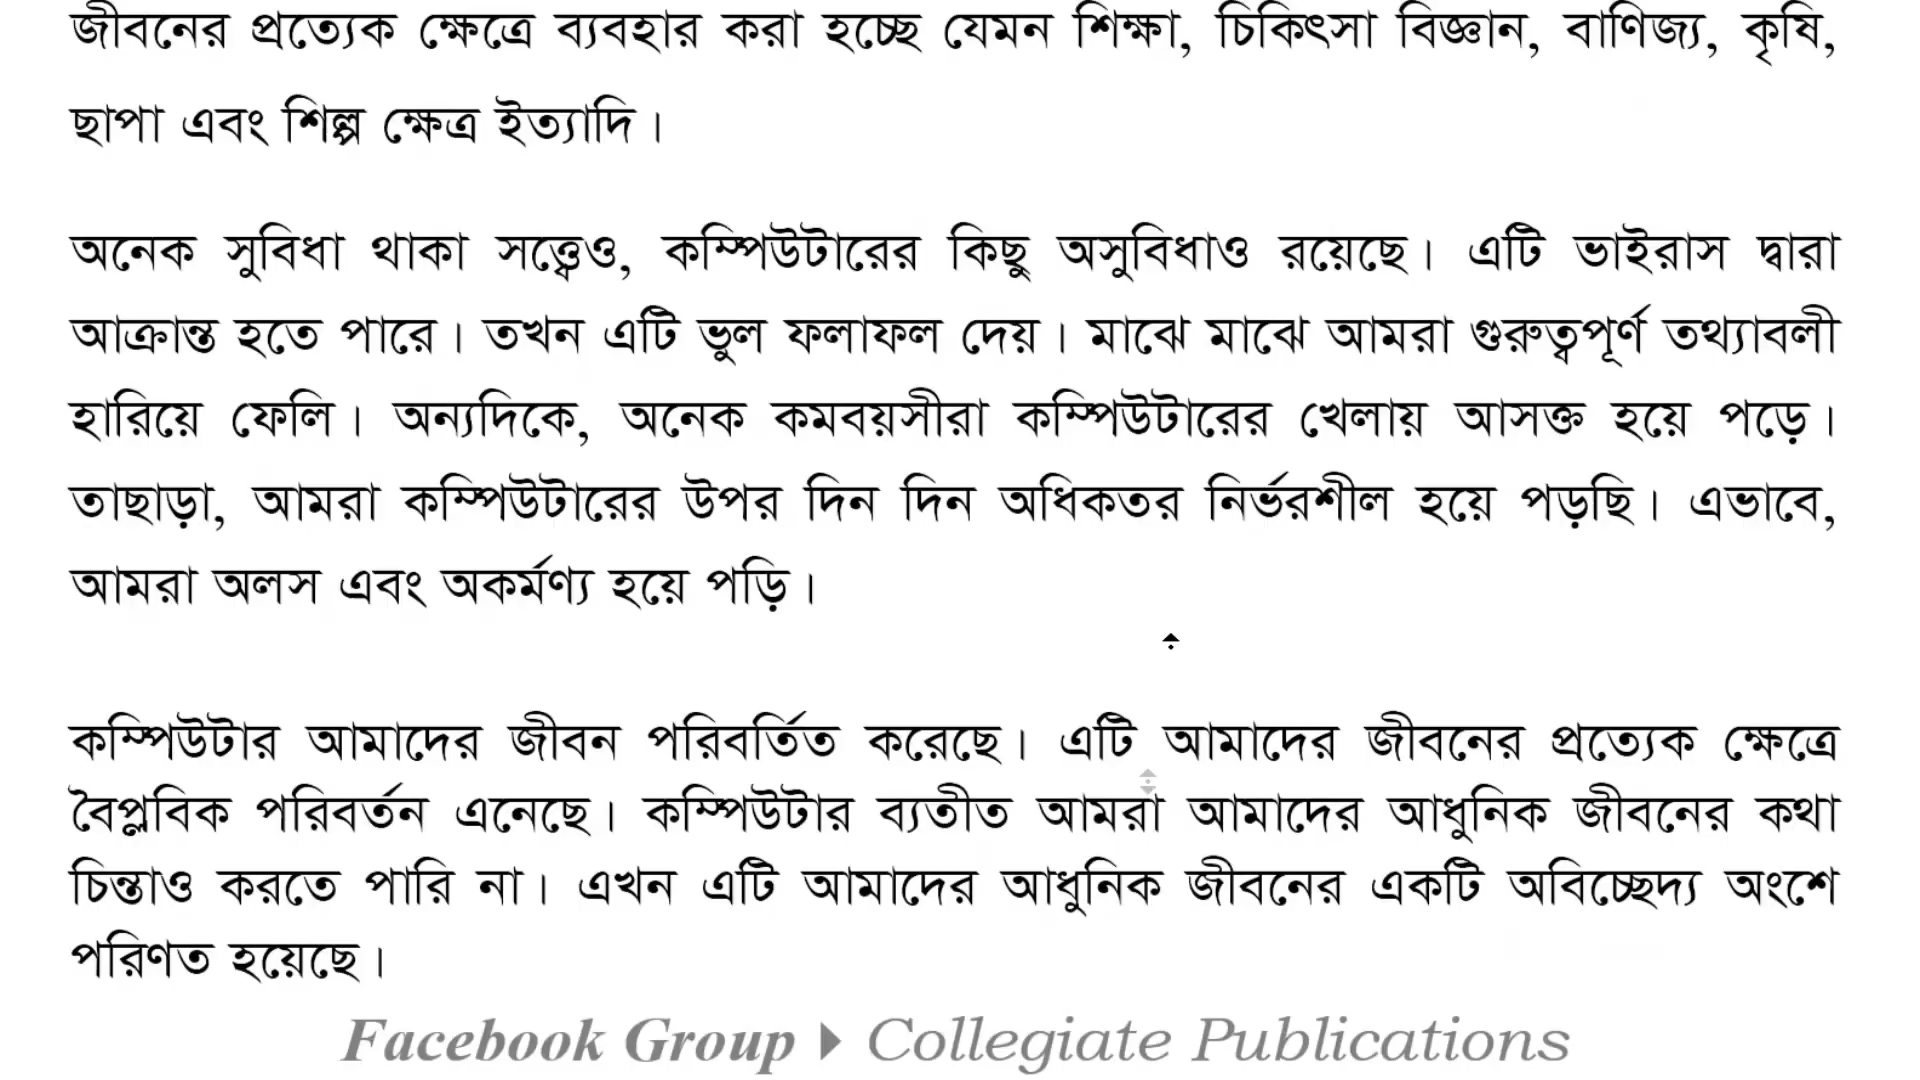 জীবনের প্রত্যেক ক্ষেত্রে ব্যবহার করা হচ্ছে যেমন শিক্ষা, চিকিৎসা বিজ্ঞান, বাণিজ্য, কৃষি,
ছাপা এবং শিল্প ক্ষেত্র ইত্যাদি।
অনেক সুবিধা থাকা সত্ত্বেও, কম্পিউটারের কিছু অসুবিধাও রয়েছে। এটি ভাইরাস দ্বারা
আক্রান্ত হতে পারে। তখন এটি ভুল ফলাফল দেয়। মাঝে মাঝে আমরা গুরুত্বপূর্ণ তথ্যাবলী
হারিয়ে ফেলি। অন্যদিকে, অনেক কমবয়সীরা কম্পিউটারের খেলায় আসক্ত হয়ে পড়ে।
তাছাড়া, আমরা কম্পিউটারের উপর দিন দিন অধিকতর নির্ভরশীল হয়ে পড়ছি। এভাবে,
আমরা অলস এবং অকর্মণ্য হয়ে পড়ি।
কম্পিউটার আমাদের জীবন পরিবর্তিত করেছে। এটি আমাদের জীবনের প্রত্যেক ক্ষেত্রে
বৈপ্লবিক পরিবর্তন এনেছে। কম্পিউটার ব্যতীত আমরা আমাদের আধুনিক জীবনের কথা
চিন্তাও করতে পারি না। এখন এটি আমাদের আধুনিক জীবনের একটি অবিচ্ছেদ্য অংশে
পরিণত হয়েছে।
Facebook Group Collegiate Publications